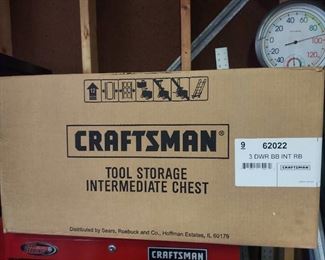 CRAFTSMAN®
TOOL STORAGE
INTERMEDIATE CHEST
Distributed by Sears, Roebuck and Co., Hoffman Estates, IL 60179
9 62022
3 DWR BB INT RB
CRAFTSMAN
CRAFTSMAN
120